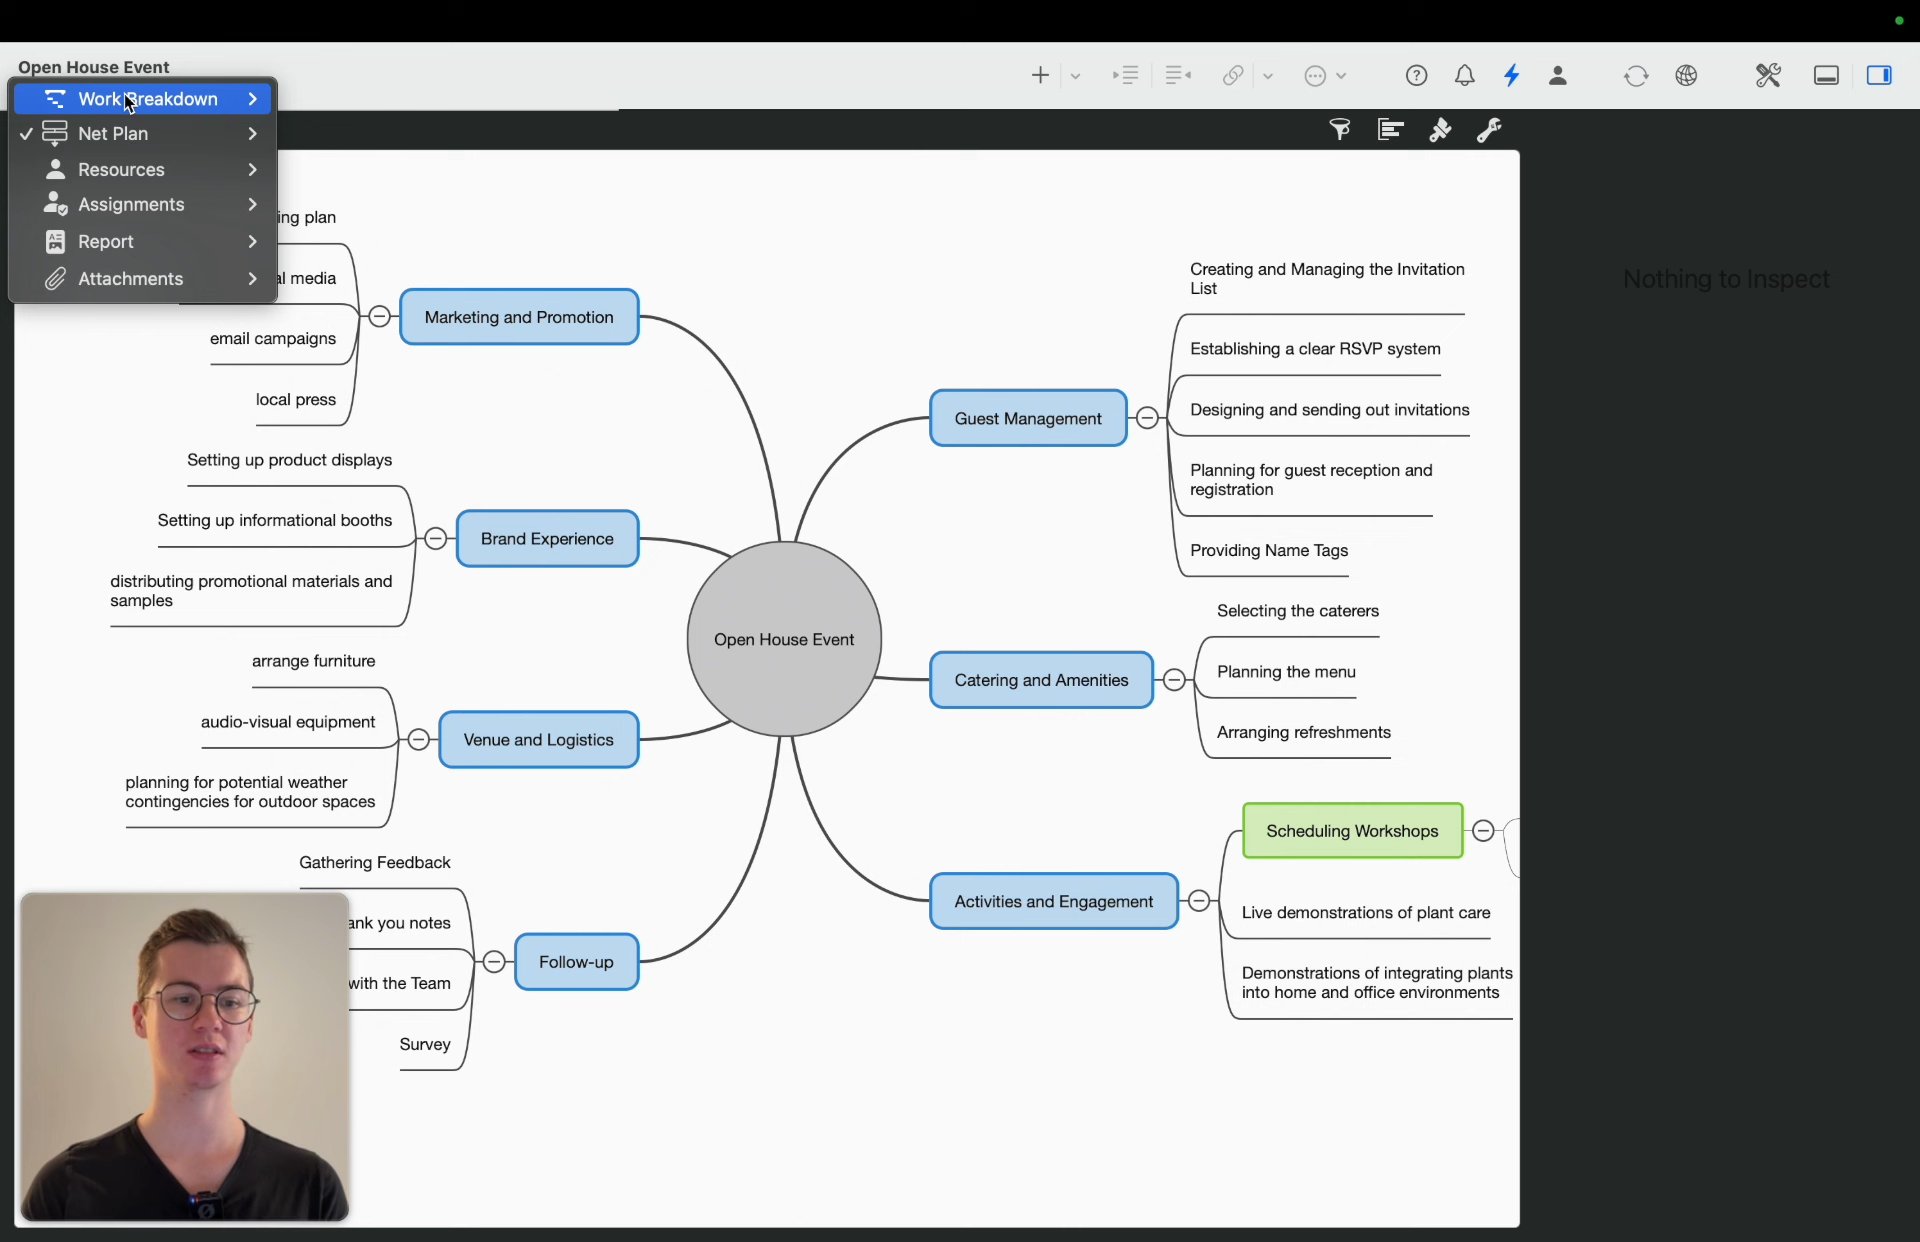 Open House Event
Work Breakdown
Net Plan
Resources
Assignments
Report
Attachments
ing plan
al media
email campaigns
local press
Marketing and Promotion
Setting up product displays
Setting up informational booths
distributing promotional materials and
samples
Brand Experience
arrange furniture
audio-visual equipment
planning for potential weather
contingencies for outdoor spaces
Venue and Logistics
Gathering Feedback
ank you notes
with the Team
Survey
Follow-up
Open House Event
Creating and Managing the Invitation
List
Establishing a clear RSVP system
Designing and sending out invitations
Planning for guest reception and
registration
Providing Name Tags
Guest Management
Selecting the caterers
Planning the menu
Arranging refreshments
Catering and Amenities
Scheduling Workshops
Live demonstrations of plant care
Demonstrations of integrating plants
into home and office environments
Activities and Engagement
Nothing to Inspect